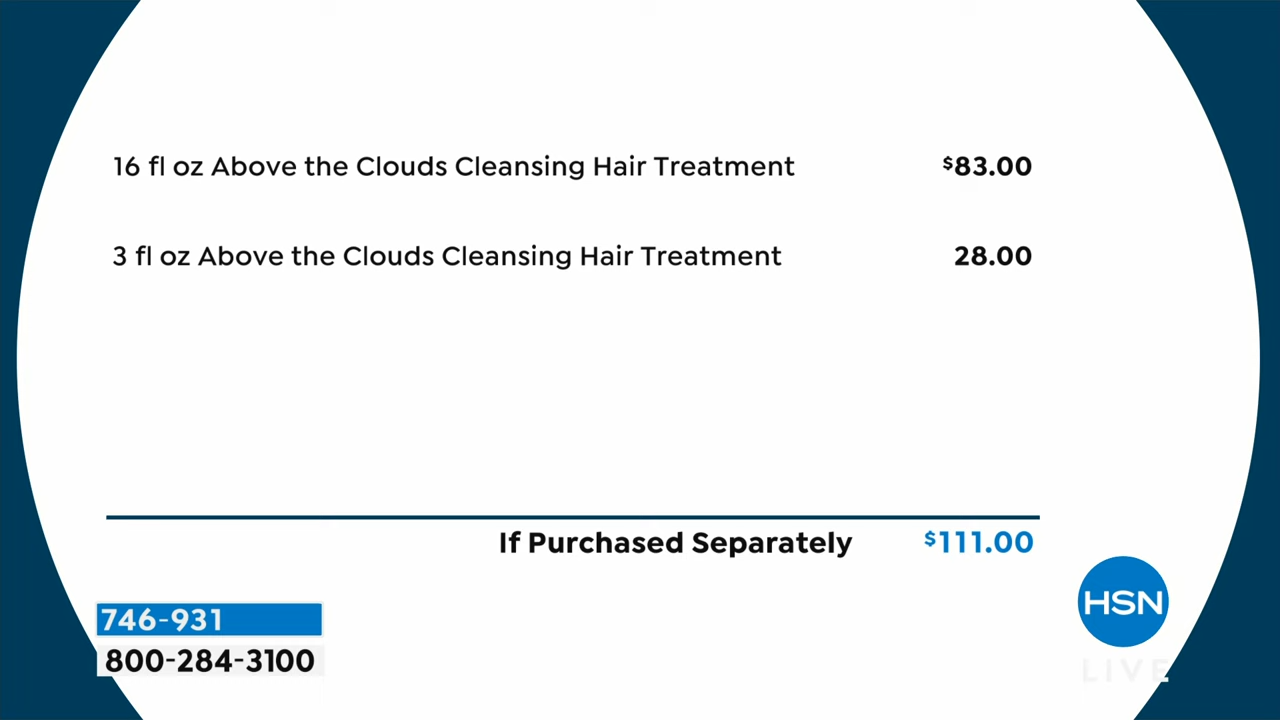 16 fl oz Above the Clouds Cleansing Hair Treatment $83.00
3 fl oz Above the Clouds Cleansing Hair Treatment 28.00
If Purchased Separately $111.00
746-931
800-284-3100
HSN
LIVE